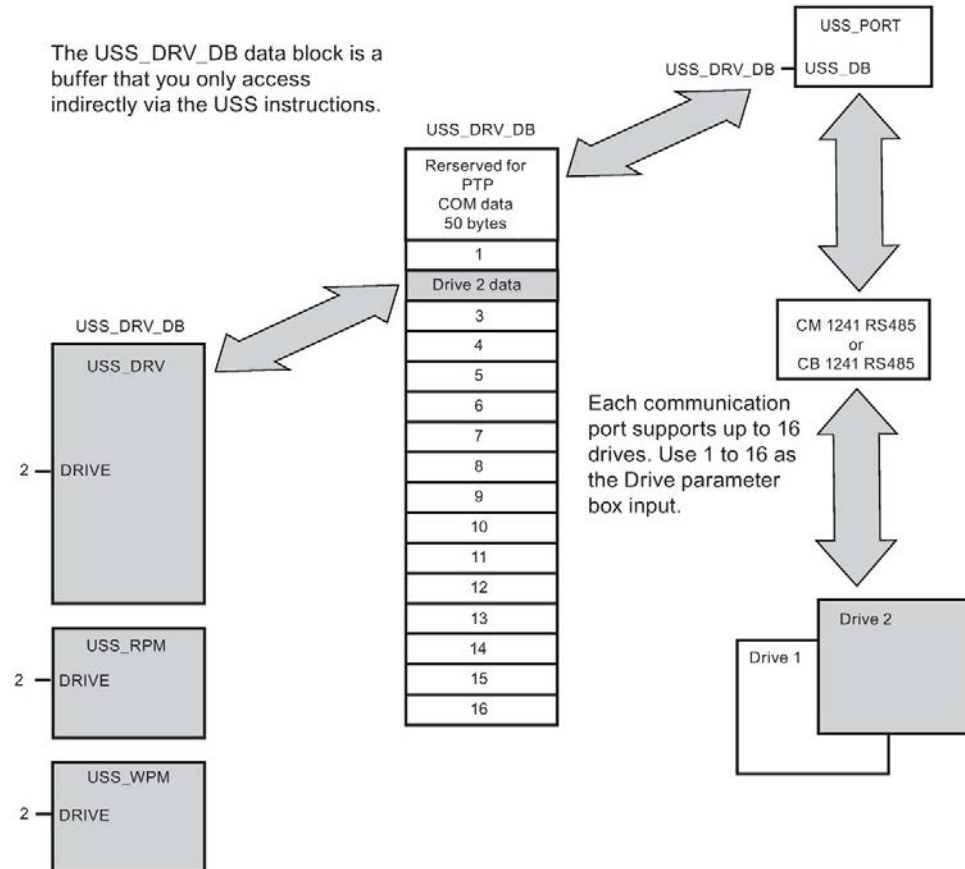 The USS_DRV_DB data block is a
buffer that you only access
indirectly via the USS instructions.
USS_PORT
USS_DRV_DB
USS_DB
USS_DRV_DB
Rerserved for
PTP
COM data
50 bytes
1
Drive 2 data
3
4
5
6
7
8
9
10
11
12
13
14
15
16
USS_DRV_DB
USS_DRV
2
DRIVE
USS_RPM
2
DRIVE
USS_WPM
2
DRIVE
CM 1241 RS485
or
CB 1241 RS485
Each communication
port supports up to 16
drives. Use 1 to 16 as
the Drive parameter
box input.
Drive 2
Drive 1